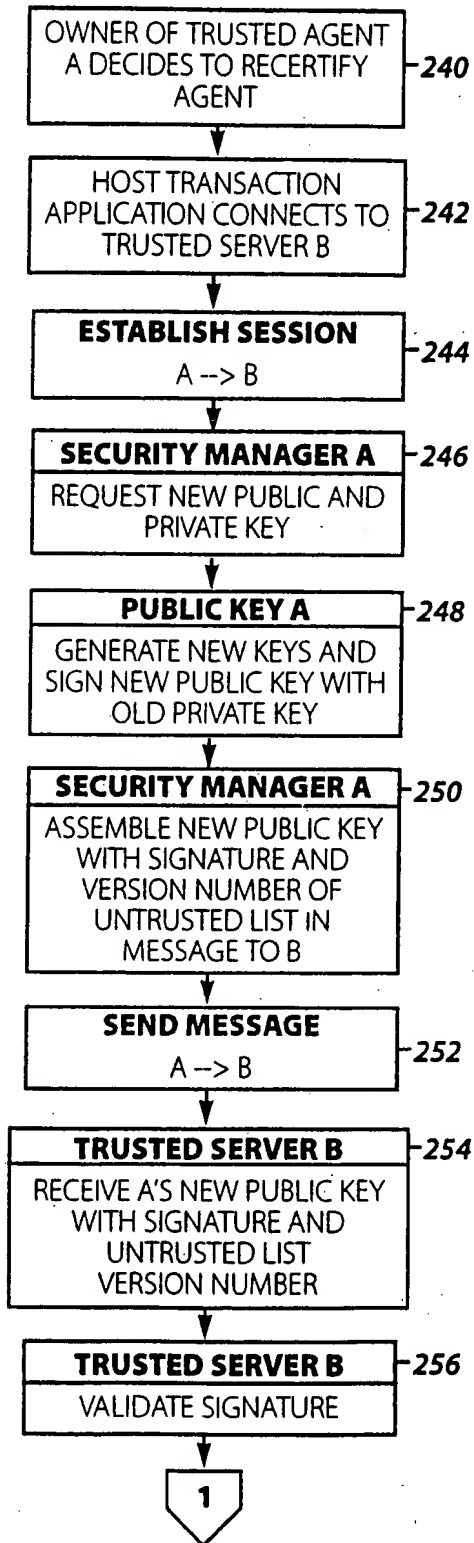 OWNER OF TRUSTED AGENT
A DECIDES TO RECERTIFY
AGENT
240
HOST TRANSACTION
APPLICATION CONNECTS TO
TRUSTED SERVER B
242
ESTABLISH SESSION
A --> B
244
SECURITY MANAGER A
REQUEST NEW PUBLIC AND
PRIVATE KEY
246
PUBLIC KEY A
GENERATE NEW KEYS AND
SIGN NEW PUBLIC KEY WITH
OLD PRIVATE KEY
248
SECURITY MANAGER A
ASSEMBLE NEW PUBLIC KEY
WITH SIGNATURE AND
VERSION NUMBER OF
UNTRUSTED LIST IN
MESSAGE TO B
250
SEND MESSAGE
A --> B
252
TRUSTED SERVER B
RECEIVE A'S NEW PUBLIC KEY
WITH SIGNATURE AND
UNTRUSTED LIST
VERSION NUMBER
254
TRUSTED SERVER B
VALIDATE SIGNATURE
256
1